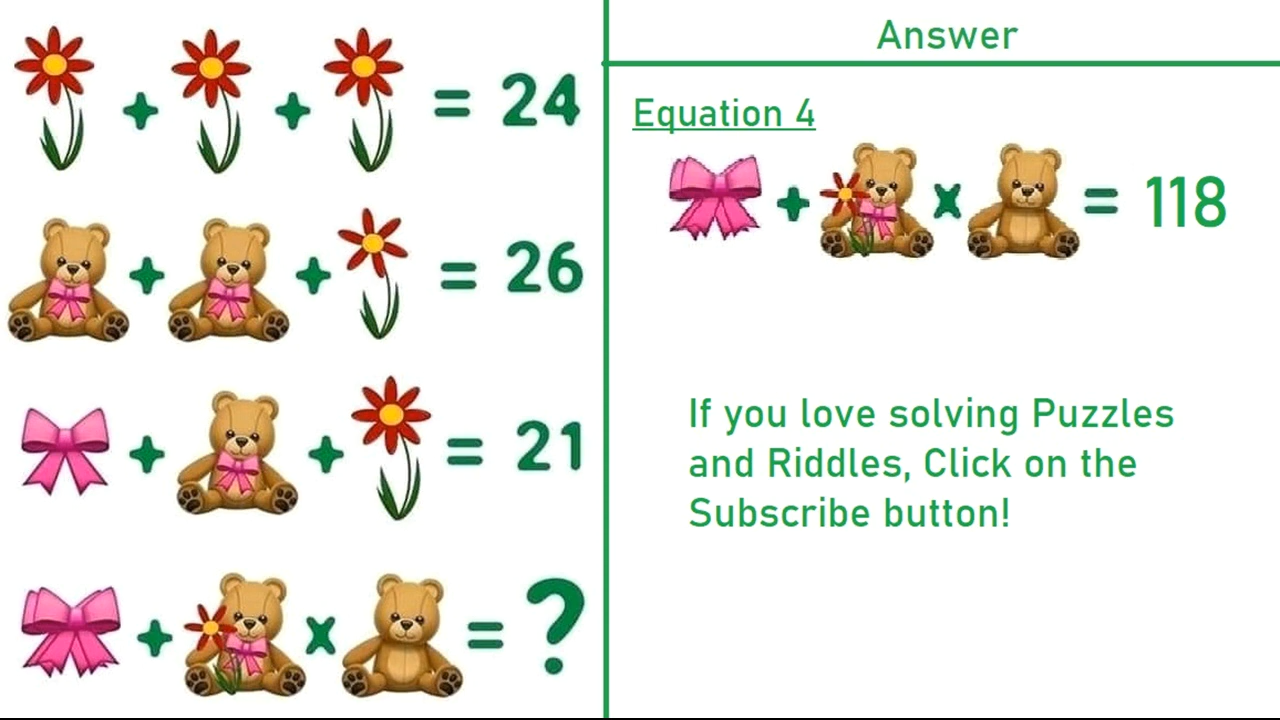 + + = 24
+ + = 26
+ + = 21
+ x = ?
Answer
Equation 4
+ x = 118
If you love solving Puzzles
and Riddles, Click on the
Subscribe button!